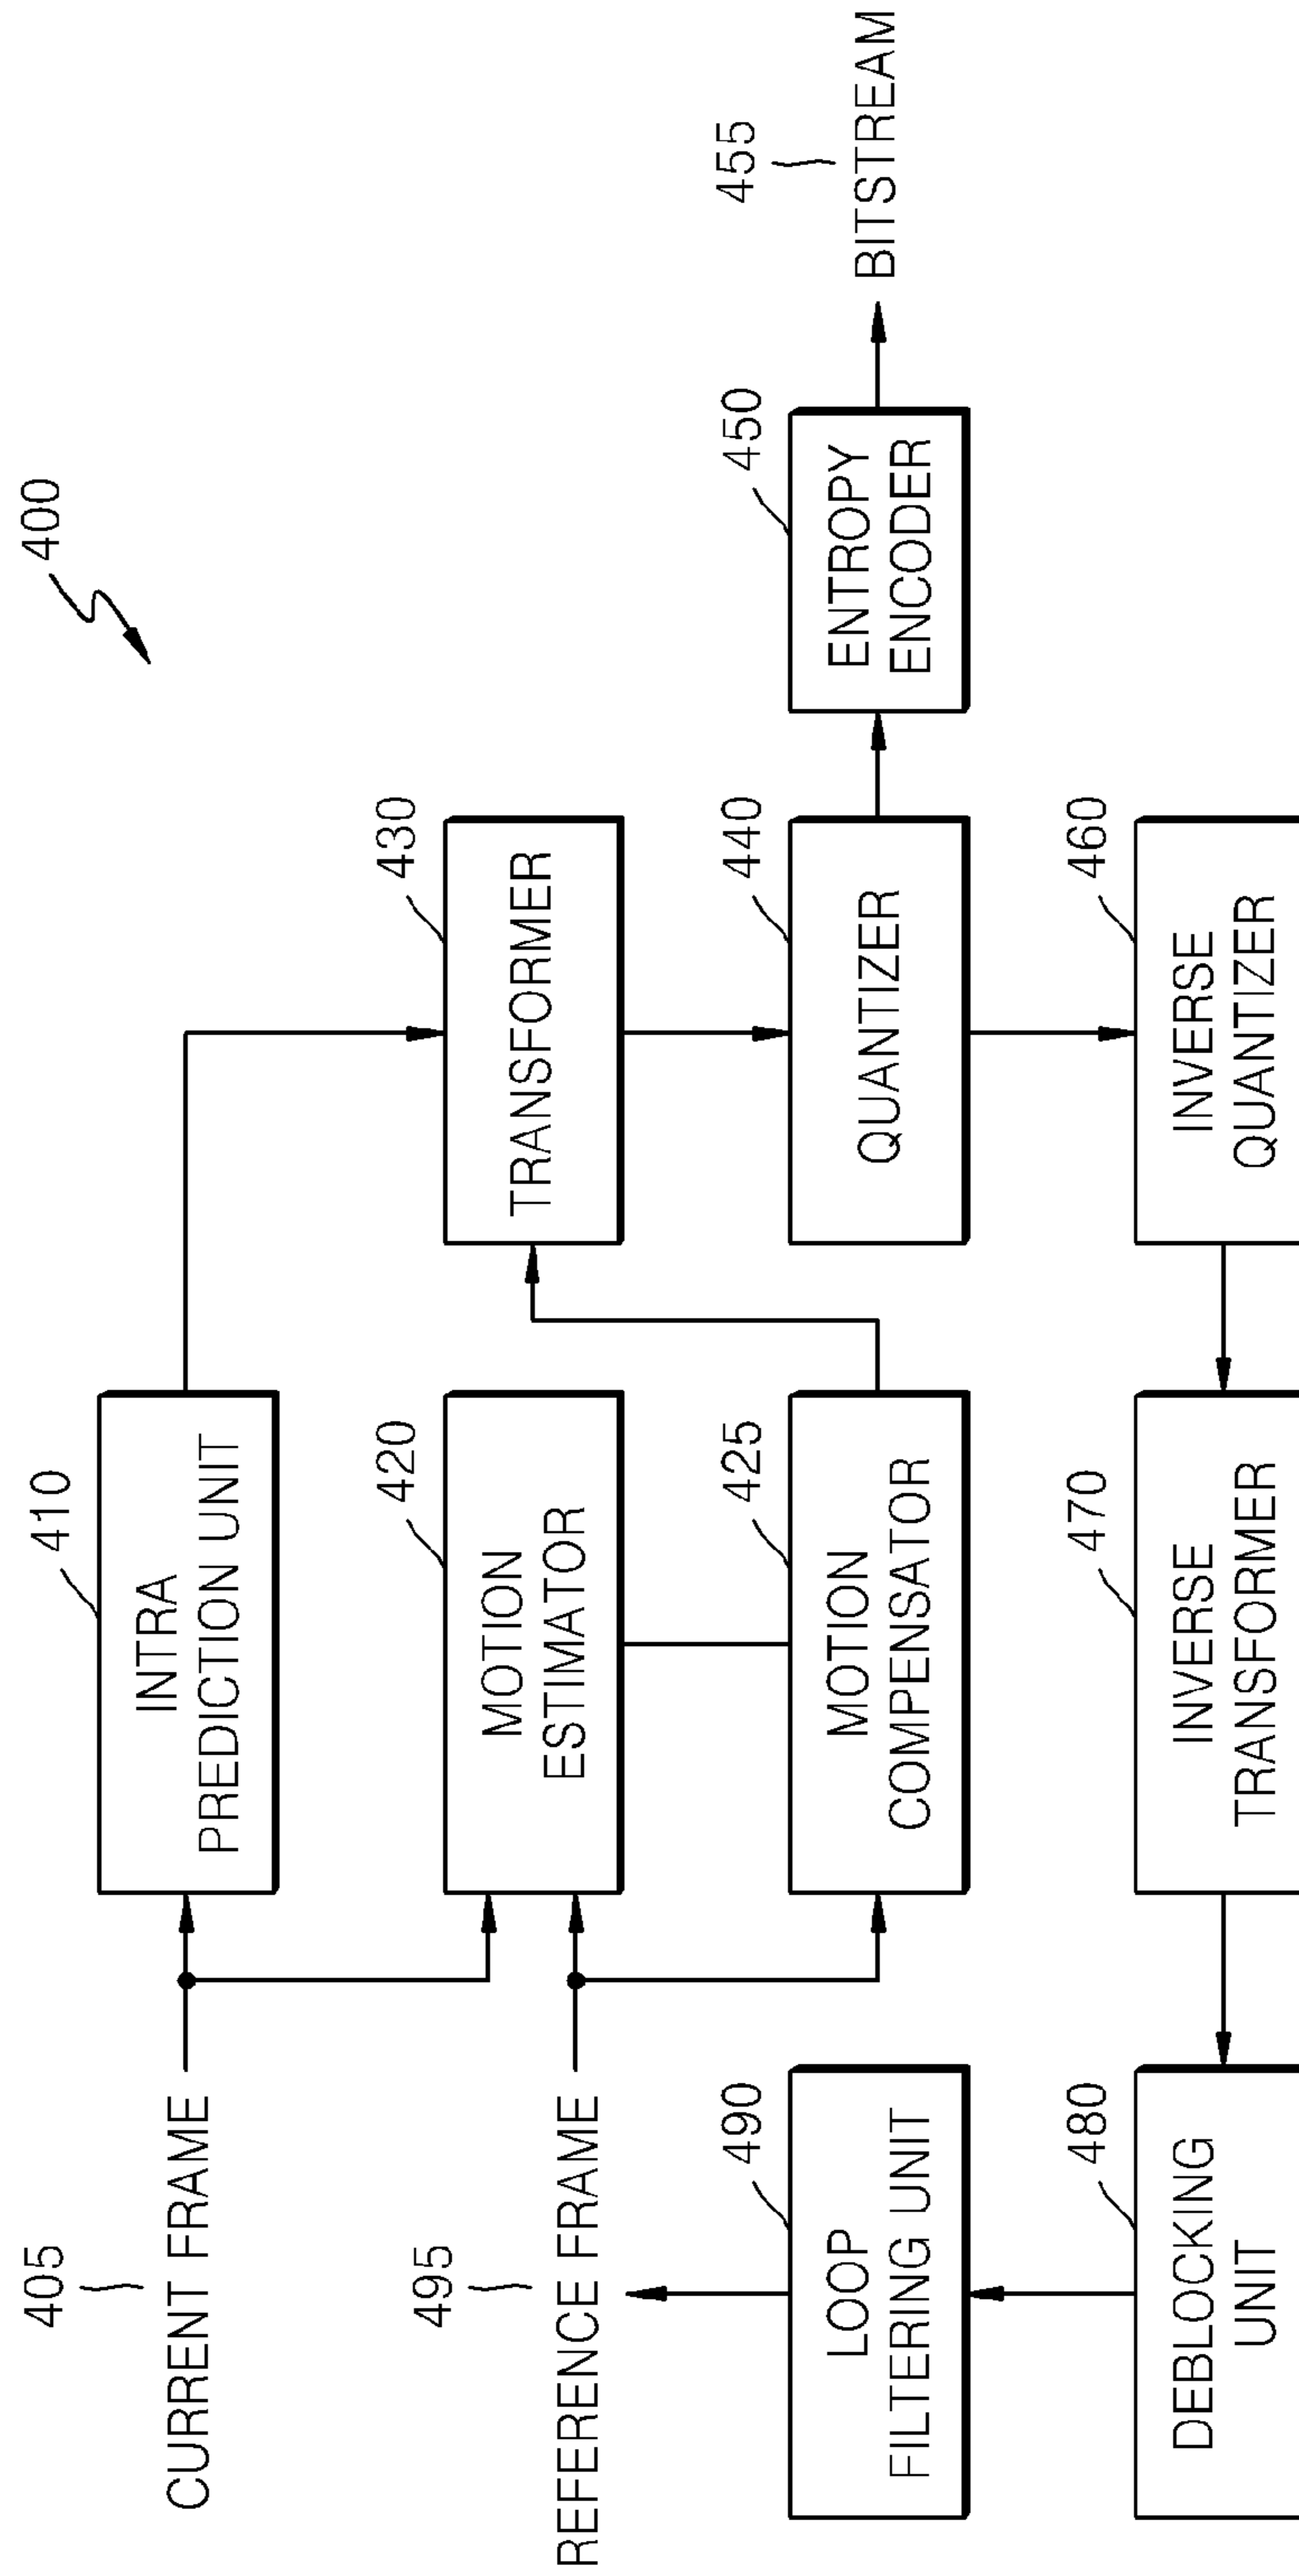 400
405
CURRENT FRAME
410
INTRA
PREDICTION UNIT
430
TRANSFORMER
495
REFERENCE FRAME
420
MOTION
ESTIMATOR
440
QUANTIZER
450
ENTROPY
ENCODER
455
BITSTREAM
490
LOOP
FILTERING UNIT
425
MOTION
COMPENSATOR
460
INVERSE
QUANTIZER
480
DEBLOCKING
UNIT
470
INVERSE
TRANSFORMER